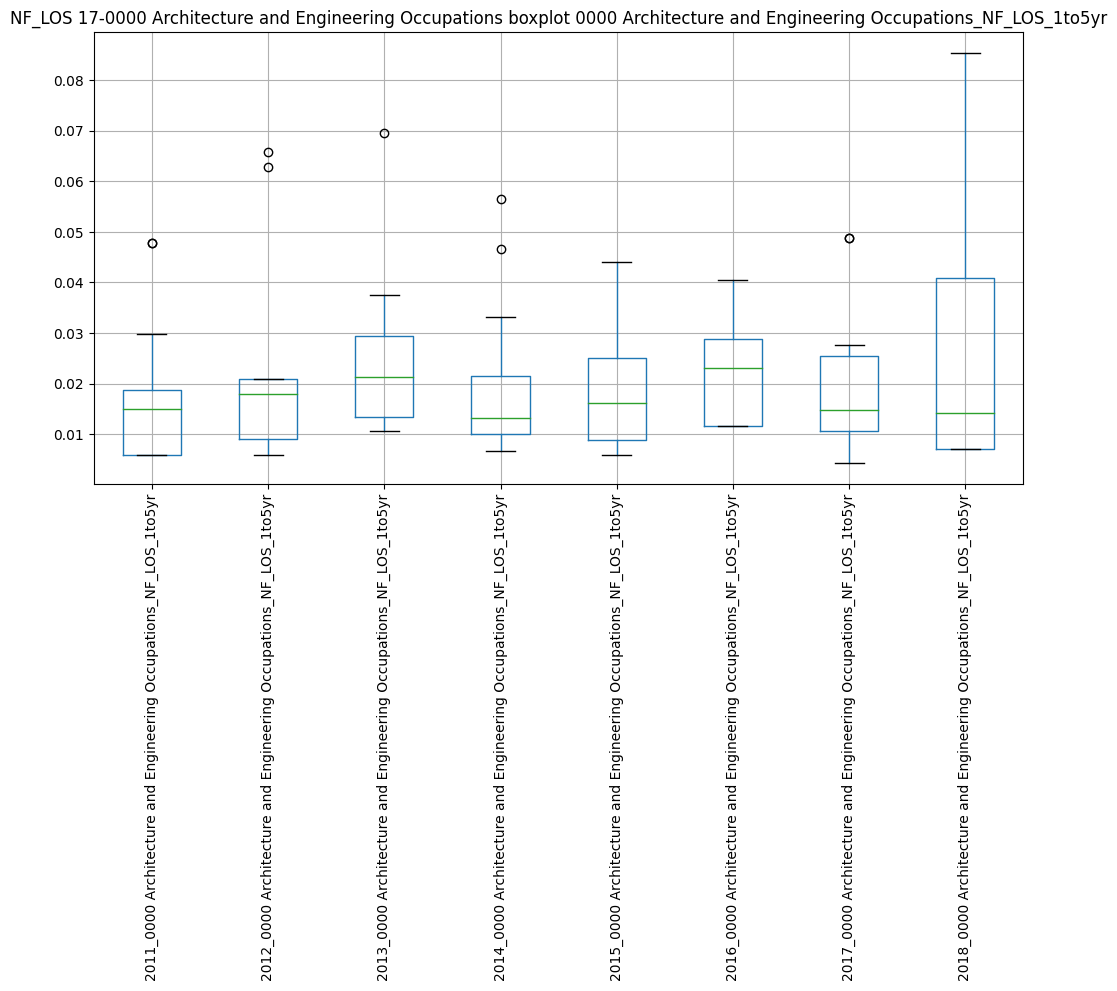 NF_LOS 17-0000 Architecture and Engineering Occupations boxplot 0000 Architecture and Engineering Occupations_NF_LOS_1to5yr
0.08
0.07
0.06
0.05
0.04
0.03
0.02
0.01
2011_0000 Architecture and Engineering Occupations_NF_LOS_1to5yr
2012_0000 Architecture and Engineering Occupations_NF_LOS_1to5yr
2013_0000 Architecture and Engineering Occupations_NF_LOS_1to5yr
2014_0000 Architecture and Engineering Occupations_NF_LOS_1to5yr
2015_0000 Architecture and Engineering Occupations_NF_LOS_1to5yr
2016_0000 Architecture and Engineering Occupations_NF_LOS_1to5yr
2017_0000 Architecture and Engineering Occupations_NF_LOS_1to5yr
2018_0000 Architecture and Engineering Occupations_NF_LOS_1to5yr